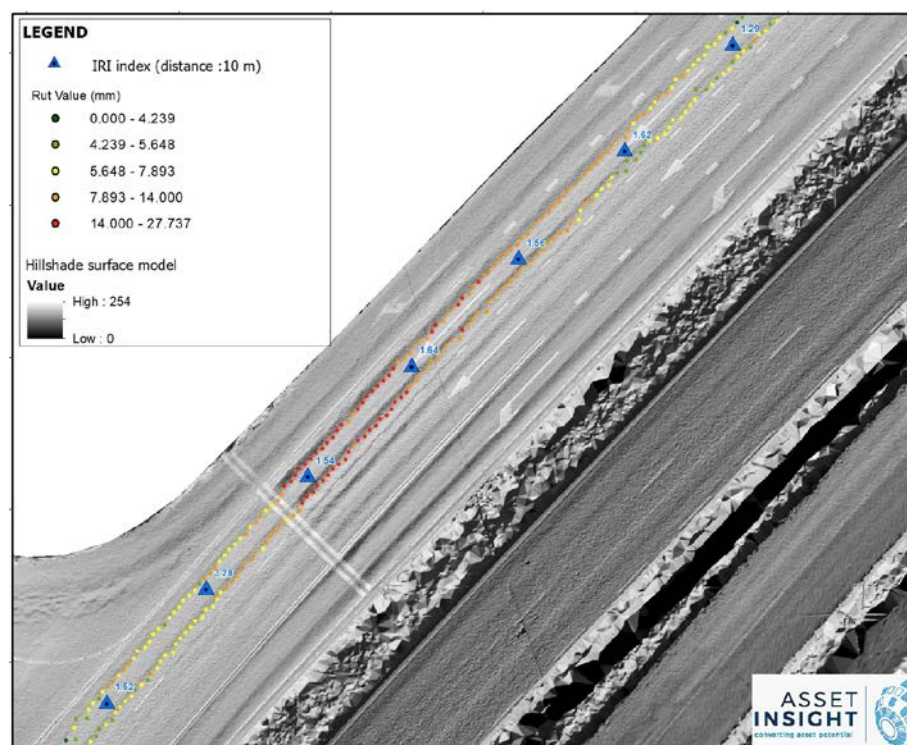 LEGEND
IRI index (distance :10 m)
Rut Value (mm)
0.000 - 4.239
4.239 - 5.648
5.648 - 7.893
7.893 - 14.000
14.000 - 27.737
Hillshade surface model
Value
High : 254
Low : 0
1.29
1.62
1.56
1.64
1.54
3.28
1.52
ASSET
INSIGHT
converting asset potential